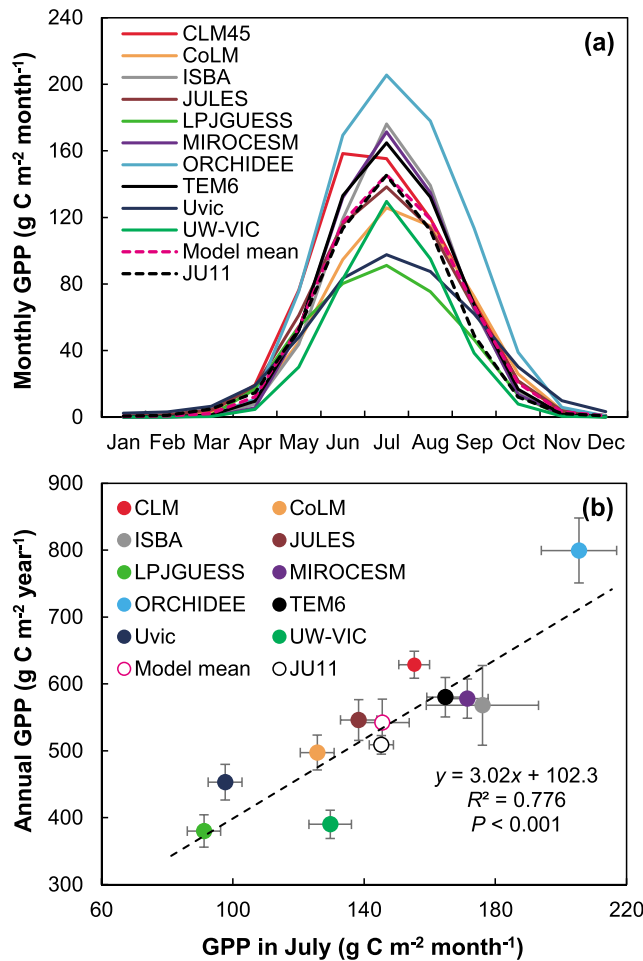 (a)
CLM45
CoLM
ISBA
JULES
LPJGUESS
MIROCESM
ORCHIDEE
TEM6
Uvic
UW-VIC
Model mean
JU11
Monthly GPP (g C m⁻² month⁻¹)
240
200
160
120
80
40
0
Jan Feb Mar Apr May Jun Jul Aug Sep Oct Nov Dec
(b)
CLM CoLM
ISBA JULES
LPJGUESS MIROCESM
ORCHIDEE TEM6
Uvic UW-VIC
Model mean JU11
Annual GPP (g C m⁻² year⁻¹)
900
800
700
600
500
400
300
y = 3.02x + 102.3
R² = 0.776
P < 0.001
60 100 140 180 220
GPP in July (g C m⁻² month⁻¹)